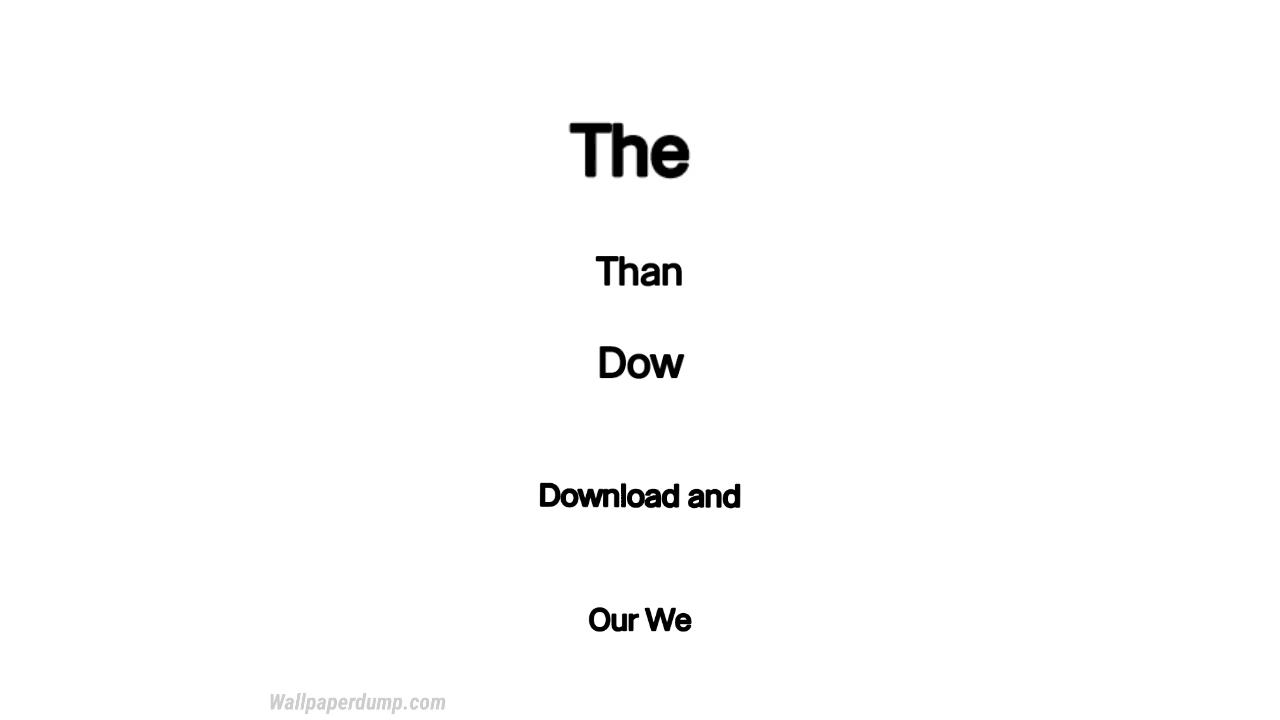 The
Than
Dow
Download and
Our We
Wallpaperdump.com